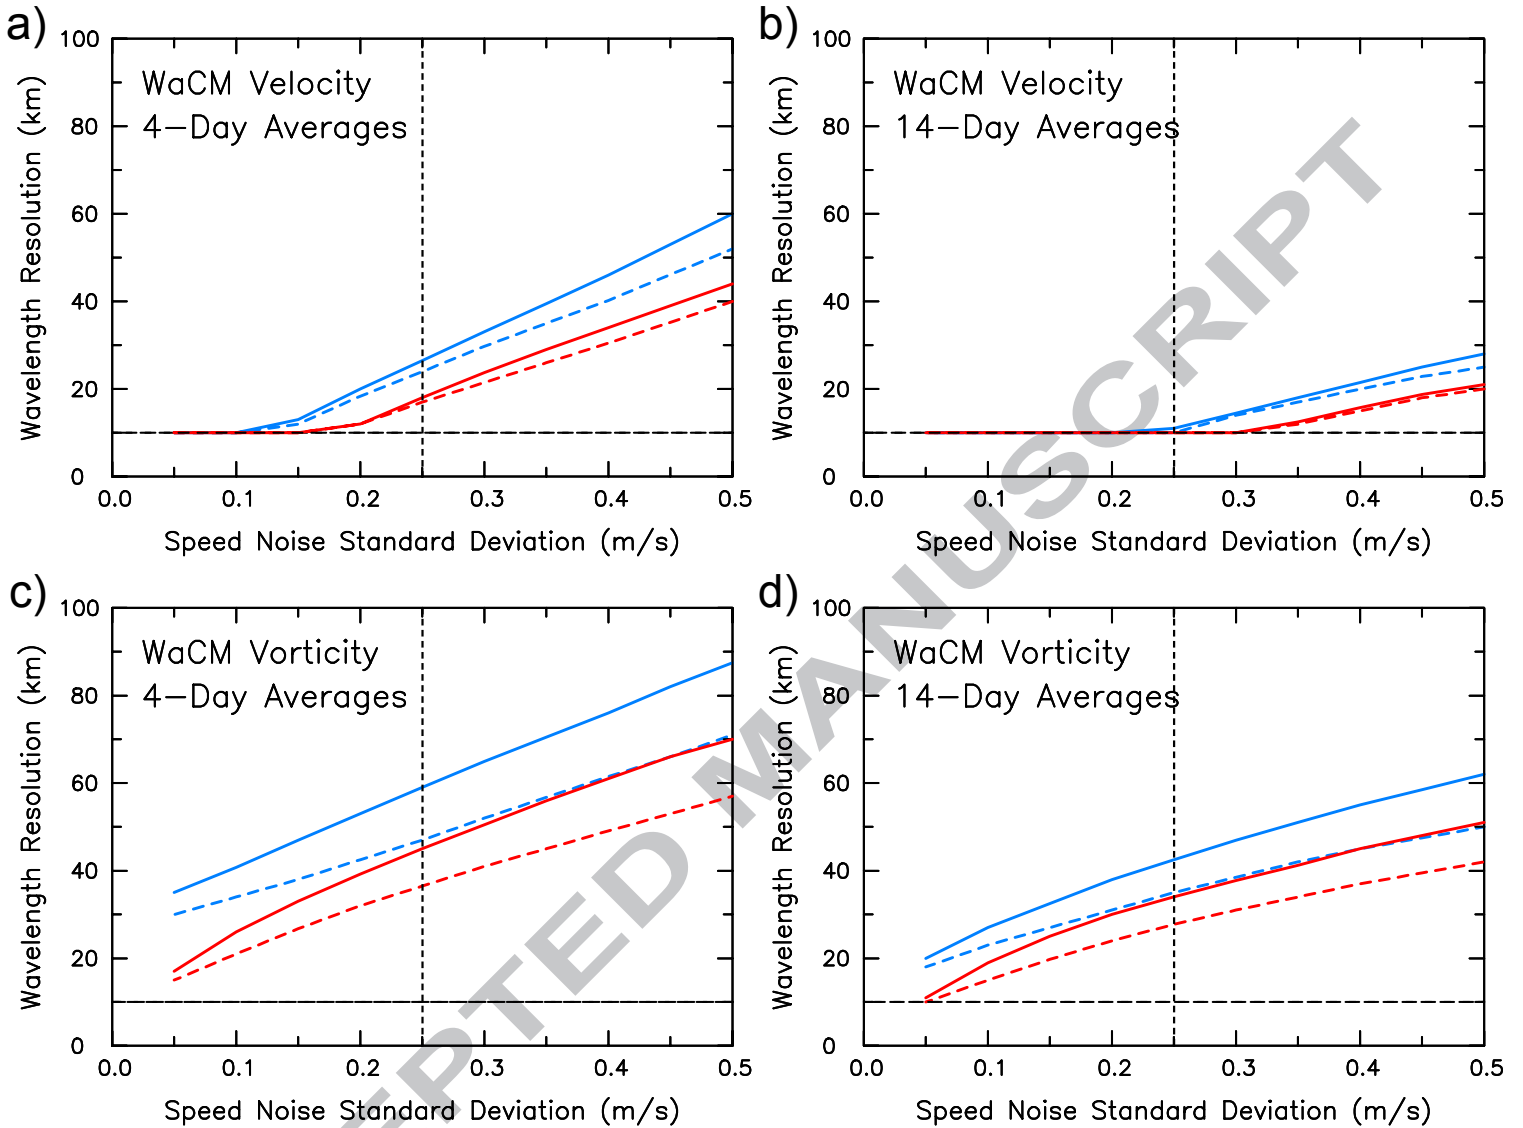 a)
100
80
60
40
20
0
Wavelength Resolution (km)
WaCM Velocity
4-Day Averages
0.0 0.1 0.2 0.3 0.4 0.5
Speed Noise Standard Deviation (m/s)
b)
100
80
60
40
20
0
Wavelength Resolution (km)
WaCM Velocity
14-Day Averages
0.0 0.1 0.2 0.3 0.4 0.5
Speed Noise Standard Deviation (m/s)
c)
100
80
60
40
20
0
Wavelength Resolution (km)
WaCM Vorticity
4-Day Averages
0.0 0.1 0.2 0.3 0.4 0.5
Speed Noise Standard Deviation (m/s)
d)
100
80
60
40
20
0
Wavelength Resolution (km)
WaCM Vorticity
14-Day Averages
0.0 0.1 0.2 0.3 0.4 0.5
Speed Noise Standard Deviation (m/s)
EPTED MANUSCRIPT